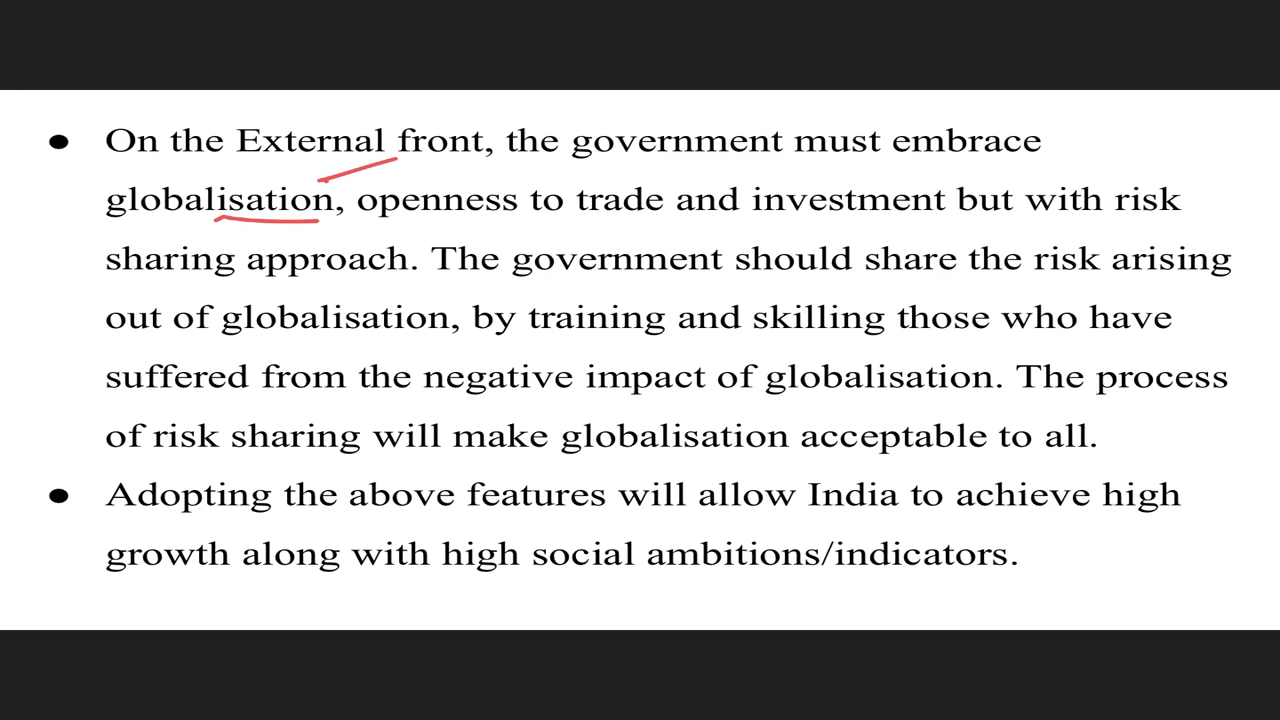 ● On the External front, the government must embrace
globalisation, openness to trade and investment but with risk
sharing approach. The government should share the risk arising
out of globalisation, by training and skilling those who have
suffered from the negative impact of globalisation. The process
of risk sharing will make globalisation acceptable to all.
● Adopting the above features will allow India to achieve high
growth along with high social ambitions/indicators.